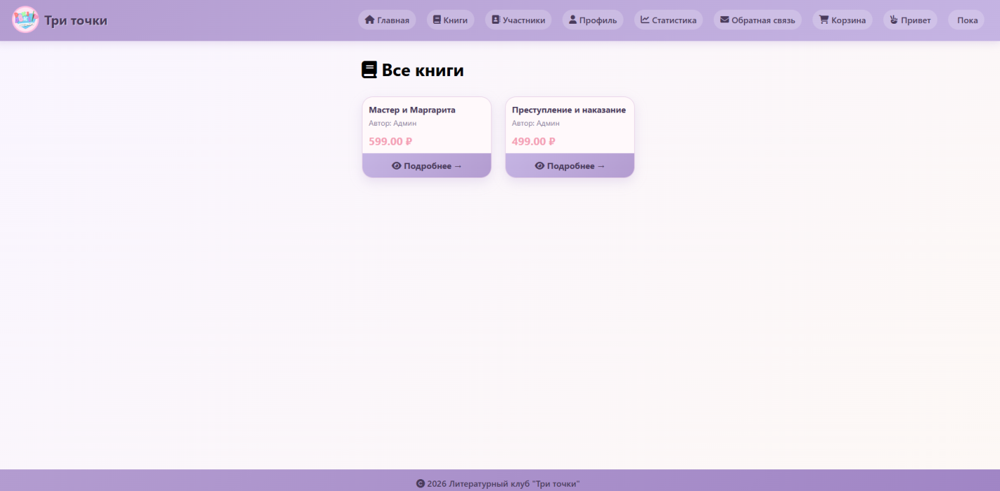 Три точки
Главная
Книги
Участники
Профиль
Статистика
Обратная связь
Корзина
Привет
Пока
Все книги
Мастер и Маргарита
Автор: Админ
599.00 ₽
Подробнее →
Преступление и наказание
Автор: Админ
499.00 ₽
Подробнее →
© 2026 Литературный клуб "Три точки"